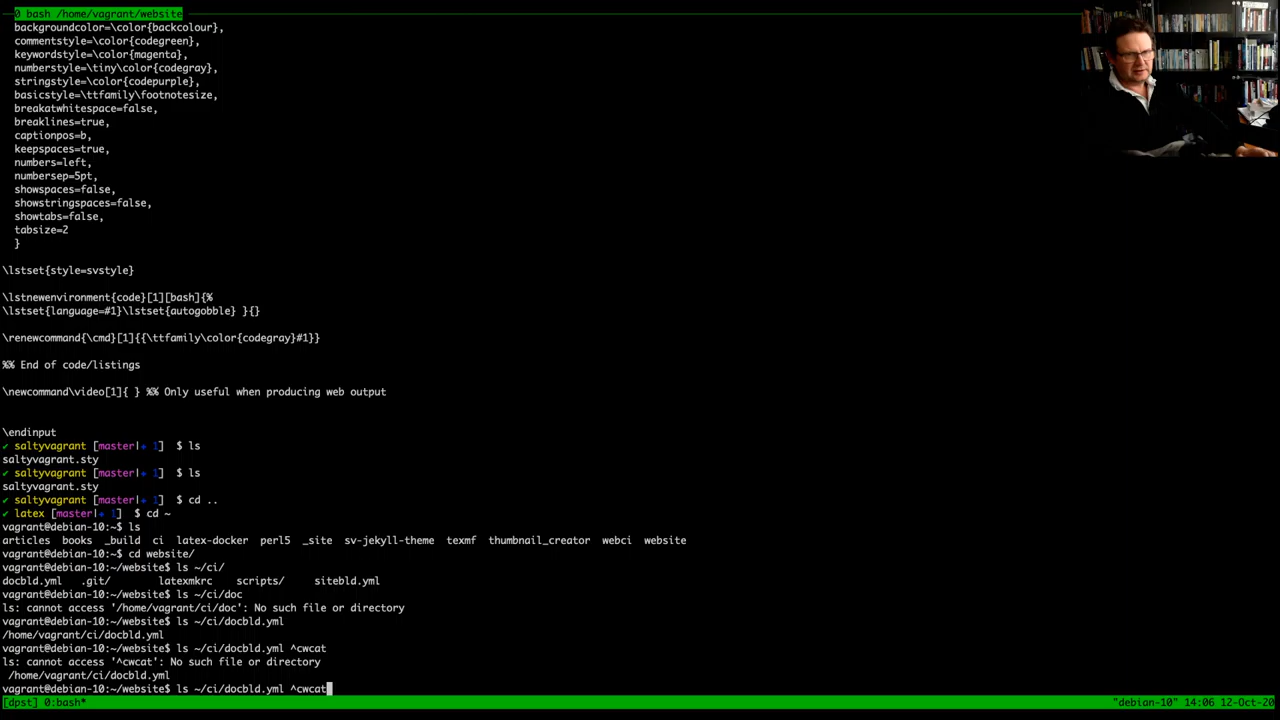 0 bash /home/vagrant/website
backgroundcolor=\color{backcolour},
commentstyle=\color{codegreen},
keywordstyle=\color{magenta},
numberstyle=\tiny\color{codegray},
stringstyle=\color{codepurple},
basicstyle=\ttfamily\footnotesize,
breakatwhitespace=false,
breaklines=true,
captionpos=b,
keepspaces=true,
numbers=left,
numbersep=5pt,
showspaces=false,
showstringspaces=false,
showtabs=false,
tabsize=2
}
\lstset{style=svstyle}
\lstnewenvironment{code}[1][bash]{%
\lstset{language=#1}\lstset{autogobble} }{}
\renewcommand{\cmd}[1]{{\ttfamily\color{codegray}#1}}
%% End of code/listings
\newcommand\video[1]{ } %% Only useful when producing web output
\endinput
✔ saltyvagrant [master|✚ 1]  $ ls
saltyvagrant.sty
✔ saltyvagrant [master|✚ 1]  $ ls
saltyvagrant.sty
✔ saltyvagrant [master|✚ 1]  $ cd ..
✔ latex [master|✚ 1]  $ cd ~
vagrant@debian-10:~$ ls
articles  books  _build  ci  latex-docker  perl5  _site  sv-jekyll-theme  texmf  thumbnail_creator  webci  website
vagrant@debian-10:~$ cd website/
vagrant@debian-10:~/website$ ls ~/ci/
docbld.yml  .git/  latexmkrc  scripts/  sitebld.yml
vagrant@debian-10:~/website$ ls ~/ci/doc
ls: cannot access '/home/vagrant/ci/doc': No such file or directory
vagrant@debian-10:~/website$ ls ~/ci/docbld.yml
/home/vagrant/ci/docbld.yml
vagrant@debian-10:~/website$ ls ~/ci/docbld.yml ^cwcat
ls: cannot access '^cwcat': No such file or directory
/home/vagrant/ci/docbld.yml
vagrant@debian-10:~/website$ ls ~/ci/docbld.yml ^cwcat
[dpst] 0:bash* "debian-10" 14:06 12-Oct-20